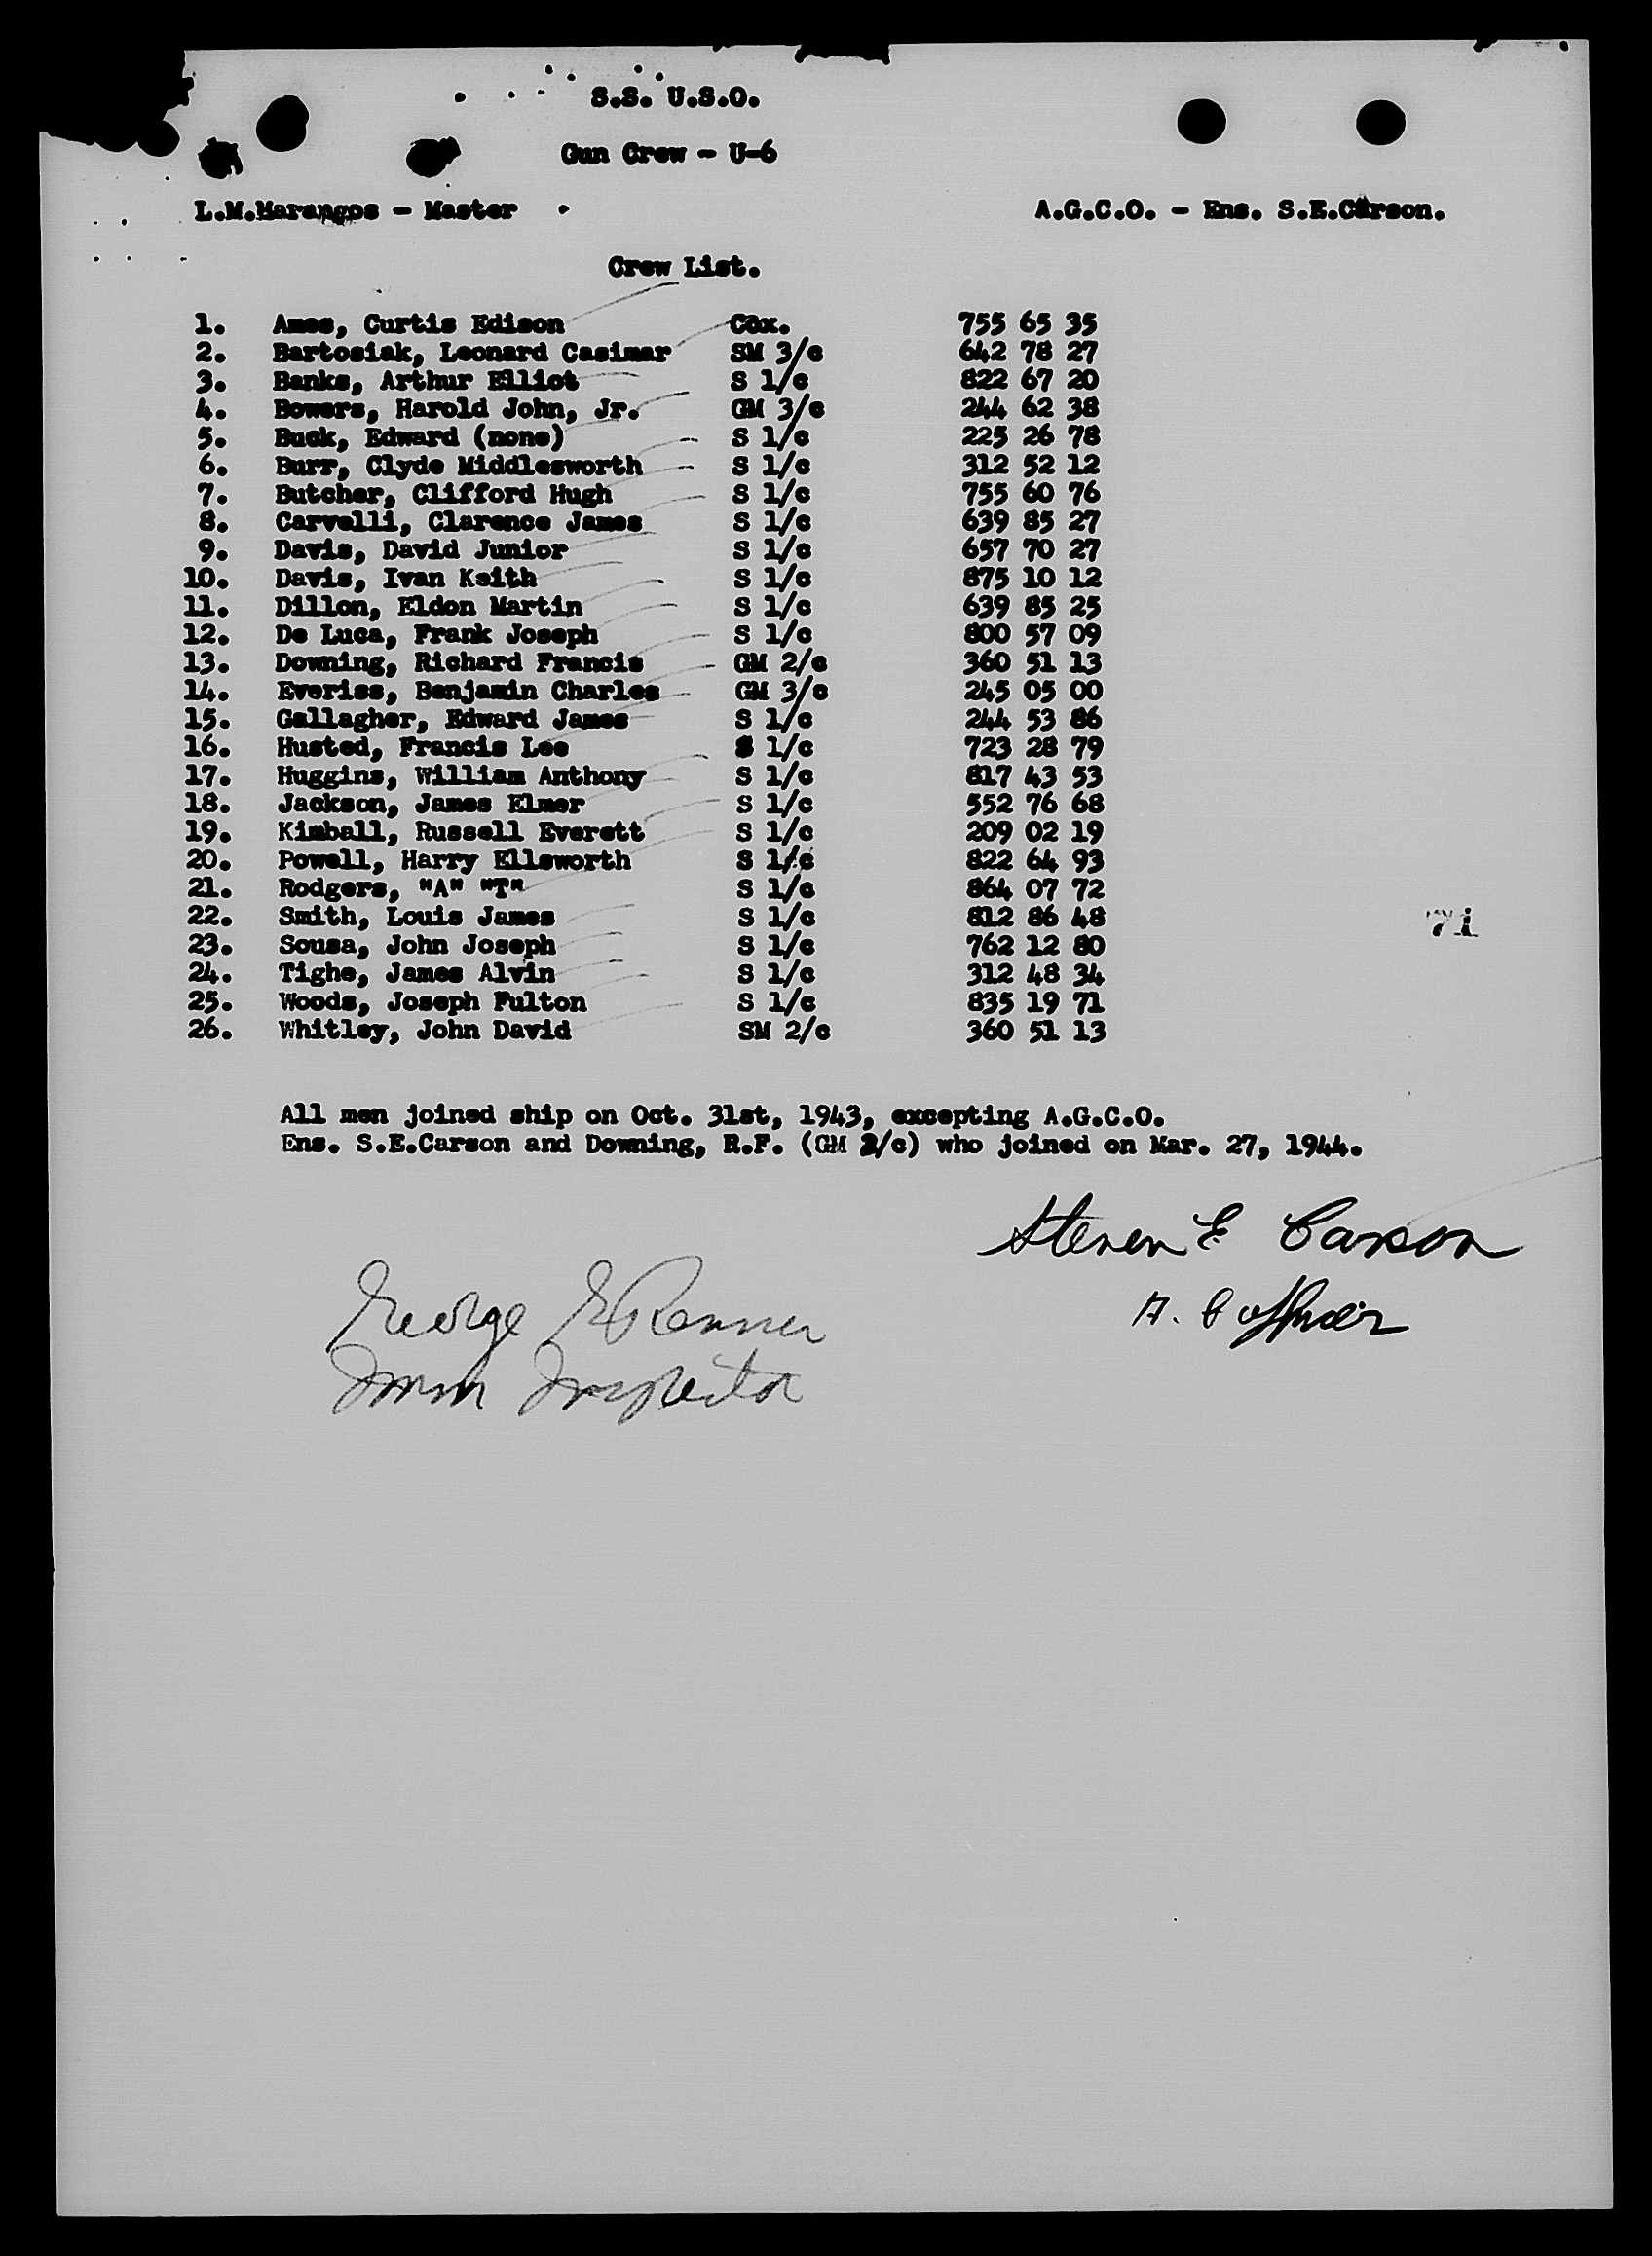 S.S. U.S.O.
Gun Crew - U-6
L.M.Marangos - Master A.G.C.O. - Ens. S.E.Carson.
Crew List.
1. Ames, Curtis Edison Cox. 755 65 35
2. Bartosiak, Leonard Casimar SM 3/c 642 78 27
3. Banks, Arthur Elliot S 1/c 822 67 20
4. Bowers, Harold John, Jr. GM 3/c 244 62 38
5. Buck, Edward (none) S 1/c 225 26 78
6. Burr, Clyde Middlesworth S 1/c 312 52 12
7. Butcher, Clifford Hugh S 1/c 755 60 76
8. Carvelli, Clarence James S 1/c 639 85 27
9. Davis, David Junior S 1/c 657 70 27
10. Davis, Ivan Keith S 1/c 875 10 12
11. Dillon, Eldon Martin S 1/c 639 85 25
12. De Luca, Frank Joseph S 1/c 800 57 09
13. Downing, Richard Francis GM 2/c 360 51 13
14. Everiss, Benjamin Charles GM 3/c 245 05 00
15. Gallagher, Edward James S 1/c 244 53 86
16. Husted, Francis Lee S 1/c 723 28 79
17. Huggins, William Anthony S 1/c 817 43 53
18. Jackson, James Elmer S 1/c 552 76 68
19. Kimball, Russell Everett S 1/c 209 02 19
20. Powell, Harry Ellsworth S 1/c 822 64 93
21. Rodgers, "A" "T" S 1/c 864 07 72
22. Smith, Louis James S 1/c 812 86 48
23. Sousa, John Joseph S 1/c 762 12 80
24. Tighe, James Alvin S 1/c 312 48 34
25. Woods, Joseph Fulton S 1/c 835 19 71
26. Whitley, John David SM 2/c 360 51 13
71
All men joined ship on Oct. 31st, 1943, excepting A.G.C.O.
Ens. S.E.Carson and Downing, R.F. (GM 2/c) who joined on Mar. 27, 1944.
Steven E Carson
A. G officer
George E Renner
Imm Inspector